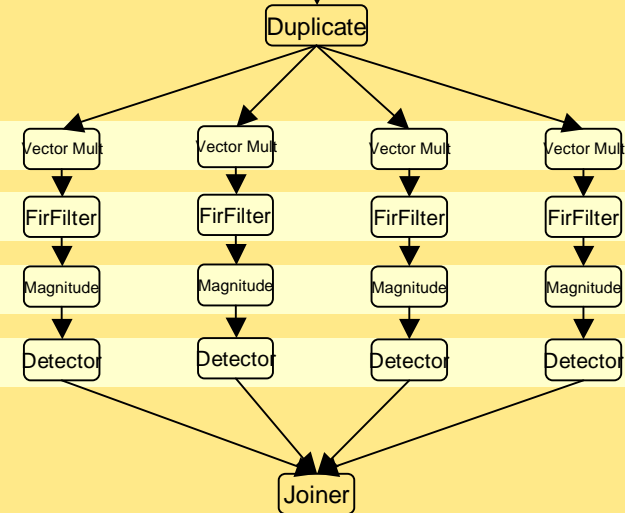 Duplicate
Vector Mult Vector Mult Vector Mult Vector Mult
FirFilter FirFilter FirFilter FirFilter
Magnitude Magnitude Magnitude Magnitude
Detector Detector Detector Detector
Joiner